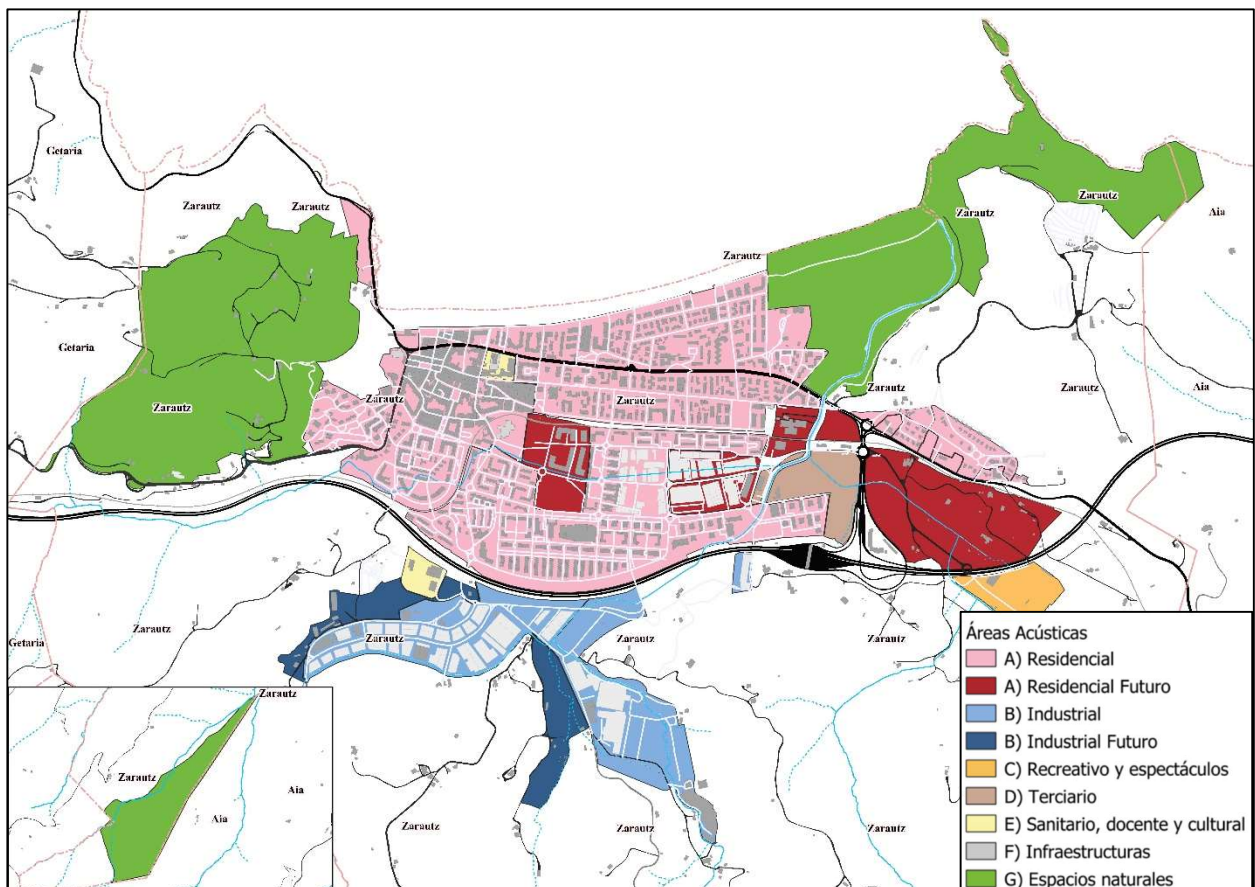 Getaria
Zarautz
Zarautz
Zarautz
Zarautz
Aia
Zarautz
Getaria
Zarautz
Aia
Zarautz
Zarautz
Zarautz
Zarautz
Zarautz
Getaria
Zarautz
Zarautz
Zarautz
Zarautz
Áreas Acústicas
A) Residencial
A) Residencial Futuro
B) Industrial
B) Industrial Futuro
C) Recreativo y espectáculos
D) Terciario
E) Sanitario, docente y cultural
F) Infraestructuras
G) Espacios naturales
Zarautz
Zarautz
Aia
Aia
Zarautz
Zarautz
Zarautz